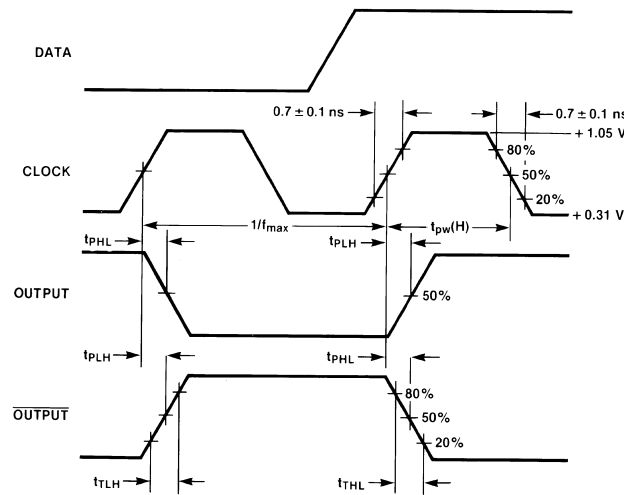 DATA
0.7 ± 0.1 ns
0.7 ± 0.1 ns
+ 1.05 V
80%
CLOCK
50%
20%
+ 0.31 V
1/fmax
tpw(H)
tPHL
tPLH
OUTPUT
50%
tPLH
tPHL
80%
OUTPUT
50%
20%
tTLH
tTHL